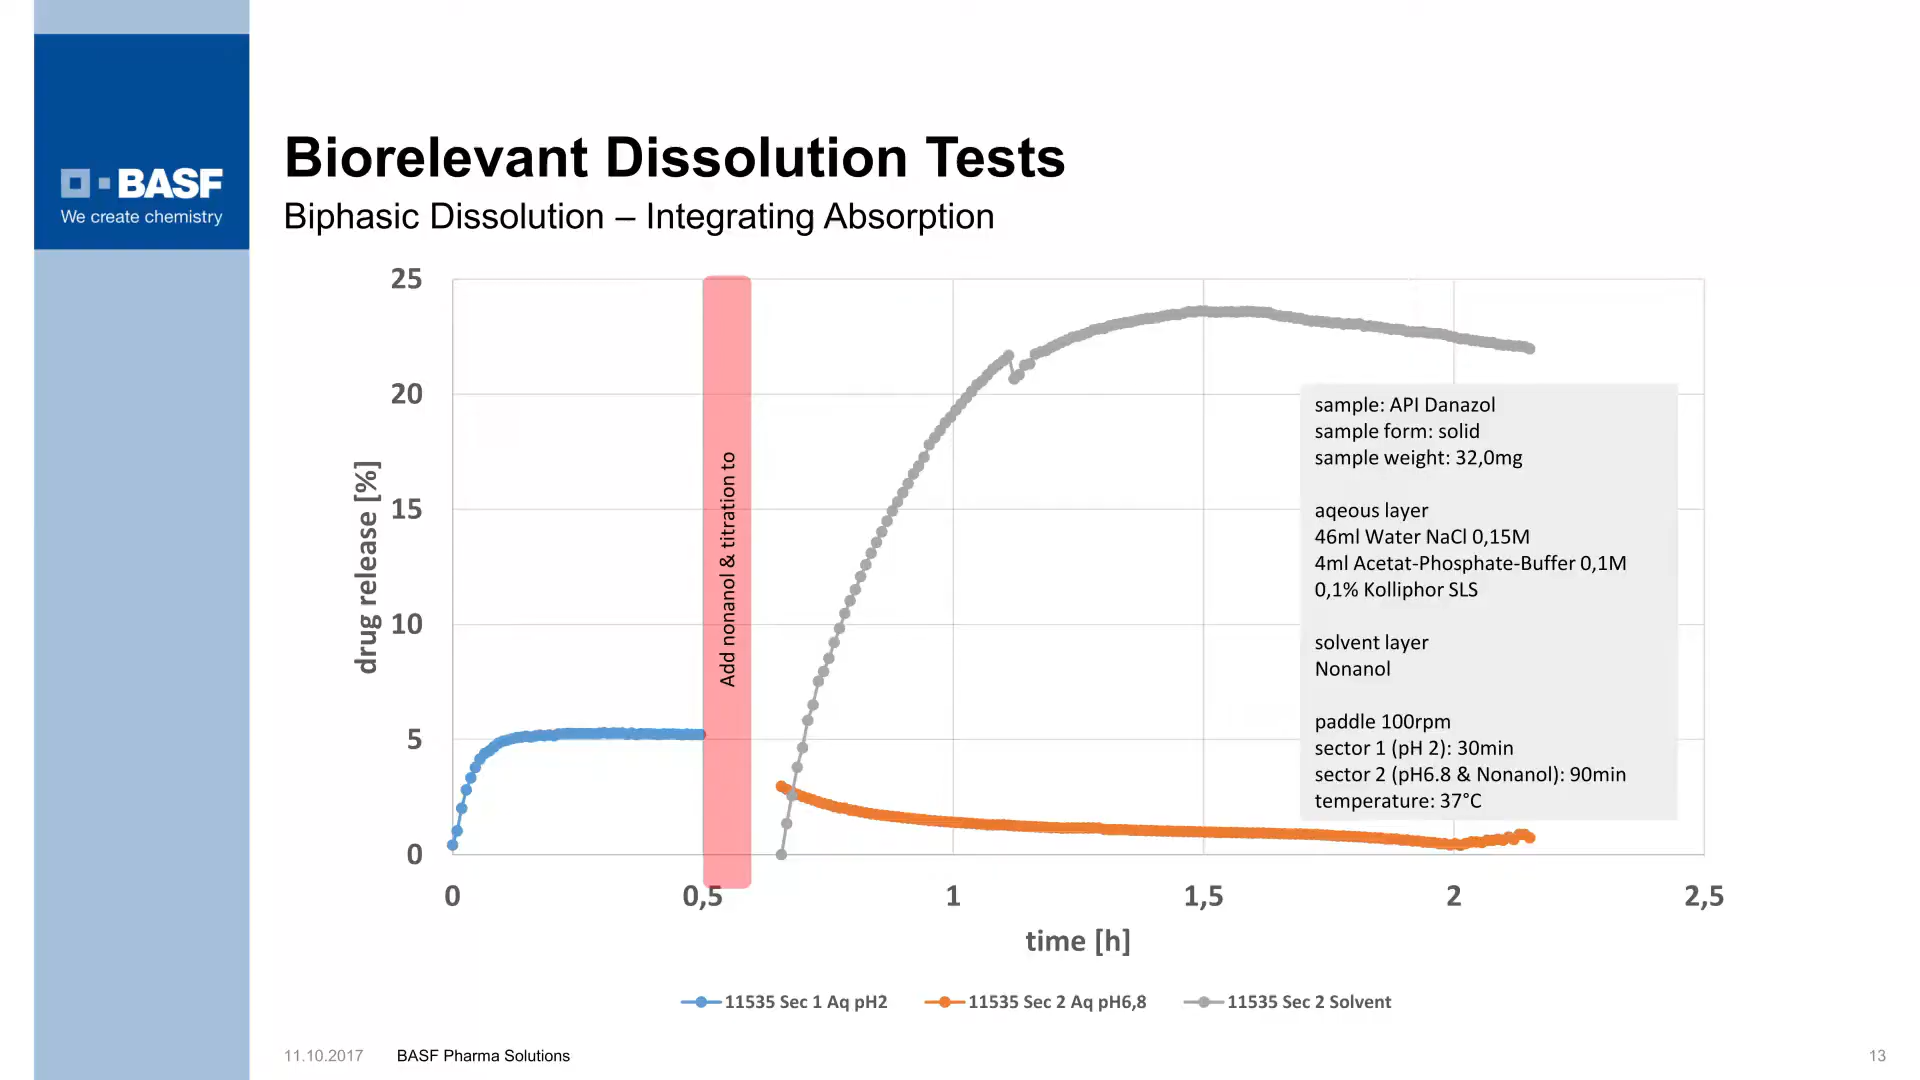 BASF
We create chemistry
Biorelevant Dissolution Tests
Biphasic Dissolution – Integrating Absorption
25
20
15
10
5
0
drug release [%]
Add nonanol & titration to
sample: API Danazol
sample form: solid
sample weight: 32,0mg
aqeous layer
46ml Water NaCl 0,15M
4ml Acetat-Phosphate-Buffer 0,1M
0,1% Kolliphor SLS
solvent layer
Nonanol
paddle 100rpm
sector 1 (pH 2): 30min
sector 2 (pH6.8 & Nonanol): 90min
temperature: 37°C
0 0,5 1 1,5 2 2,5
time [h]
11535 Sec 1 Aq pH2 11535 Sec 2 Aq pH6,8 11535 Sec 2 Solvent
11.10.2017 BASF Pharma Solutions 13